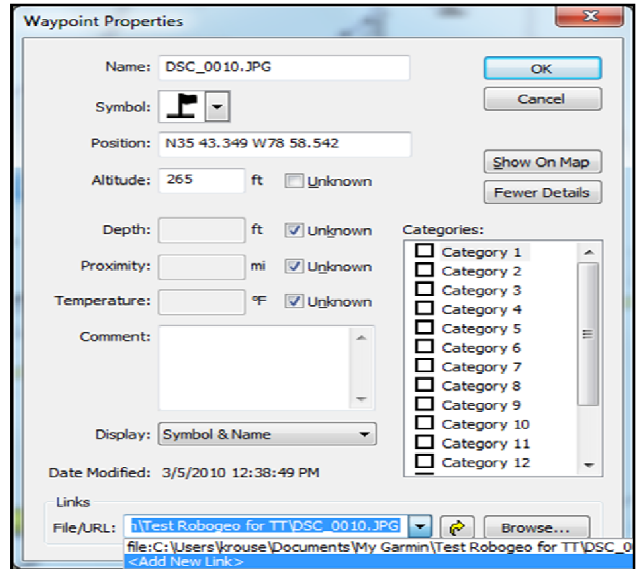 Waypoint Properties
Name: DSC_0010.JPG
OK
Symbol:
Cancel
Position: N35 43.349 W78 58.542
Altitude: 265 ft Unknown
Show On Map
Fewer Details
Depth: ft Unknown
Categories:
Proximity: mi Unknown
Temperature: °F Unknown
Comment:
Category 1
Category 2
Category 3
Category 4
Category 5
Category 6
Category 7
Category 8
Category 9
Category 10
Category 11
Category 12
Display: Symbol & Name
Date Modified: 3/5/2010 12:38:49 PM
Links
File/URL: \Test Robogeo for TT\DSC_0010.JPG Browse...
file:C:\Users\krouse\Documents\My Garmin\Test Robogeo for TT\DSC_0
<Add New Link>